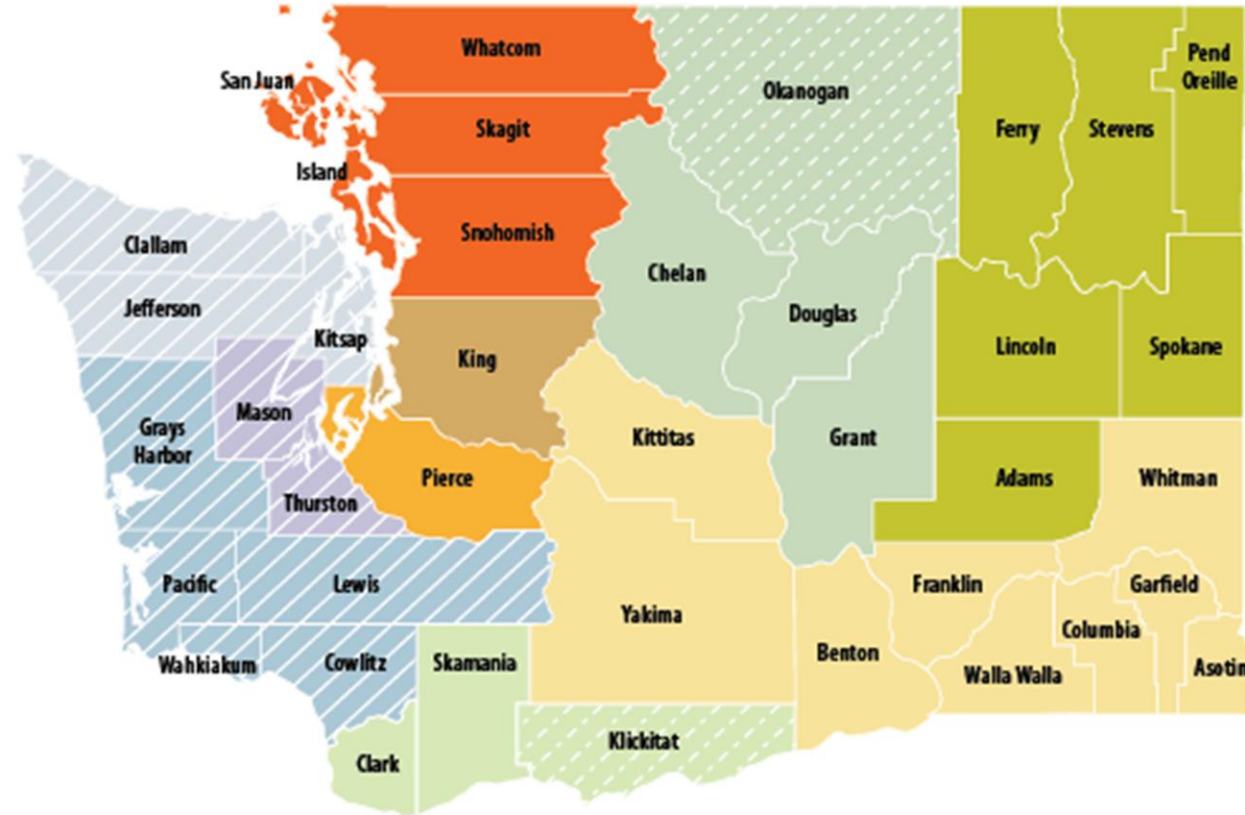 Whatcom
Pend
Oreille
San Juan
Okanogan
Skagit
Ferry
Stevens
Island
Snohomish
Clallam
Chelan
Jefferson
Douglas
Kitsap
King
Lincoln
Spokane
Mason
Grays
Harbor
Kittitas
Grant
Pierce
Adams
Whitman
Thurston
Pacific
Lewis
Franklin
Garfield
Yakima
Columbia
Benton
Wahkiakum
Cowlitz
Skamania
Walla Walla
Asotin
Klickitat
Clark